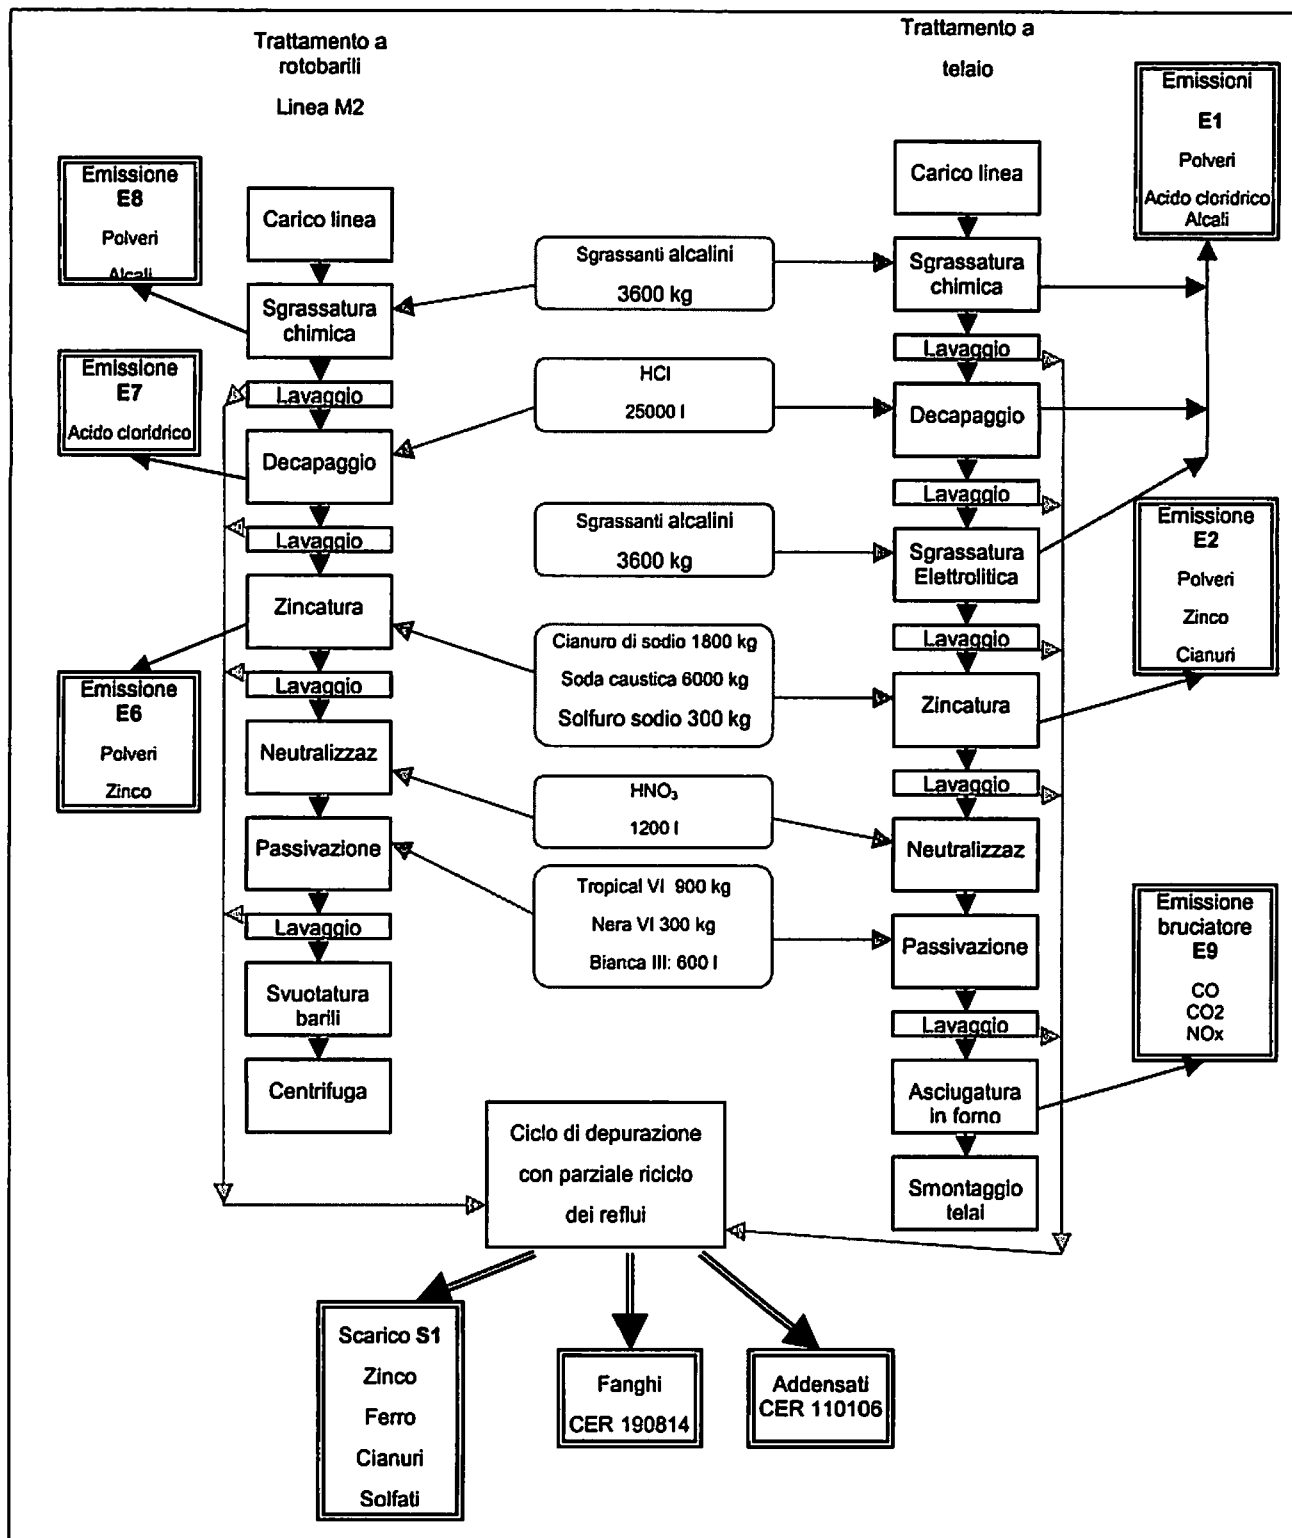 Trattamento a
rotobarili
Linea M2
Trattamento a
telaio
Emissioni
E1
Polveri
Acido cloridrico
Alcali
Emissione
E8
Polveri
Alcali
Carico linea
Carico linea
Sgrassanti alcalini
3600 kg
Sgrassatura
chimica
Sgrassatura
chimica
Lavaggio
Emissione
E7
Acido cloridrico
Lavaggio
HCl
25000 l
Decapaggio
Decapaggio
Lavaggio
Lavaggio
Sgrassanti alcalini
3600 kg
Sgrassatura
Elettrolitica
Emissione
E2
Polveri
Zinco
Cianuri
Zincatura
Lavaggio
Cianuro di sodio 1800 kg
Soda caustica 6000 kg
Solfuro sodio 300 kg
Lavaggio
Zincatura
Emissione
E6
Polveri
Zinco
Neutralizzaz
Lavaggio
HNO₃
1200 l
Passivazione
Neutralizzaz
Tropical VI 900 kg
Nera VI 300 kg
Bianca III: 600 l
Lavaggio
Passivazione
Emissione
bruciatore
E9
CO
CO2
NOx
Svuotatura
barili
Lavaggio
Centrifuga
Asciugatura
in forno
Ciclo di depurazione
con parziale riciclo
dei reflui
Smontaggio
telai
Scarico S1
Zinco
Ferro
Cianuri
Solfati
Fanghi
CER 190814
Addensati
CER 110106